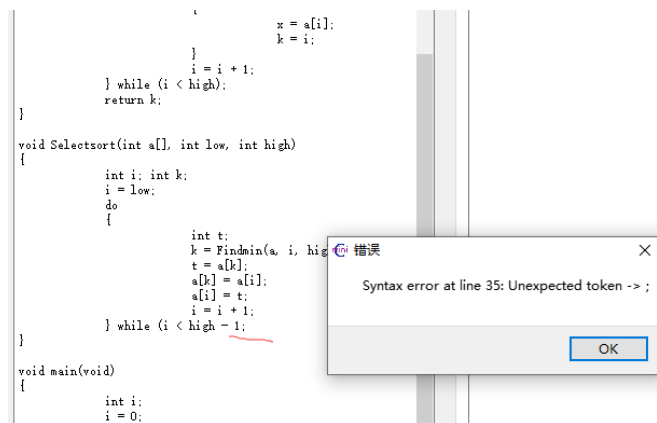 {
x = a[i];
k = i;
}
i = i + 1;
} while (i < high);
return k;
}
void Selectsort(int a[], int low, int high)
{
int i; int k;
i = low;
do
{
int t;
k = Findmin(a, i, hig
t = a[k];
a[k] = a[i];
a[i] = t;
i = i + 1;
} while (i < high - 1;
}
void main(void)
{
int i;
i = 0;
mini C 错误
Syntax error at line 35: Unexpected token -> ;
OK